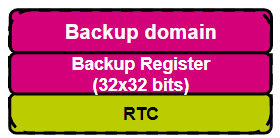 Backup domain
Backup Register
(32x32 bits)
RTC